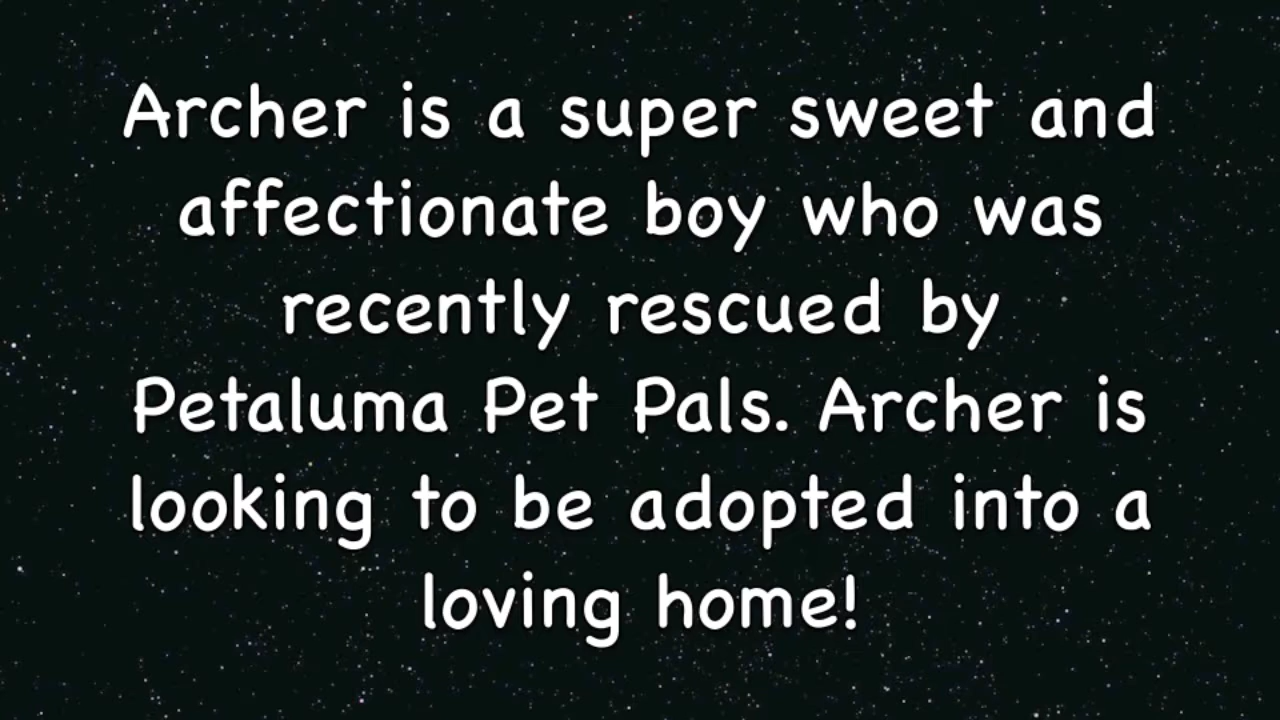 Archer is a super sweet and
affectionate boy who was
recently rescued by
Petaluma Pet Pals. Archer is
looking to be adopted into a
loving home!